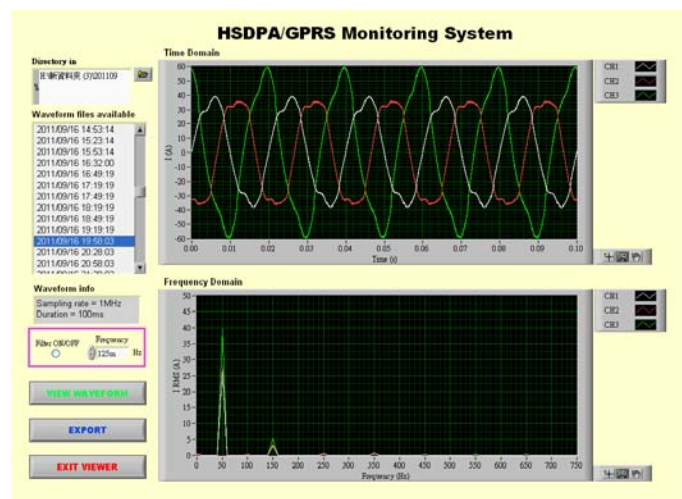 HSDPA/GPRS Monitoring System
Directory in
H:\新資料夾 (3)\201109
%
Waveform files available
2011/09/16 14:53:14
2011/09/16 15:23:14
2011/09/16 15:53:14
2011/09/16 16:32:00
2011/09/16 16:49:19
2011/09/16 17:19:19
2011/09/16 17:49:19
2011/09/16 18:19:19
2011/09/16 18:49:19
2011/09/16 19:19:19
2011/09/16 19:58:03
2011/09/16 20:28:03
2011/09/16 20:58:03
Waveform info
Sampling rate = 1MHz
Duration = 100ms
Filter ON/OFF
Frequency
125m Hz
VIEW WAVEFORM
EXPORT
EXIT VIEWER
Time Domain
I (A)
60
50
40
30
20
10
0
-10
-20
-30
-40
-50
-60
0.00 0.01 0.02 0.03 0.04 0.05 0.06 0.07 0.08 0.09 0.10
Time (s)
CH1
CH2
CH3
Frequency Domain
I RMS (A)
50
45
40
35
30
25
20
15
10
5
0
0 50 100 150 200 250 300 350 400 450 500 550 600 650 700 750
Frequency (Hz)
CH1
CH2
CH3